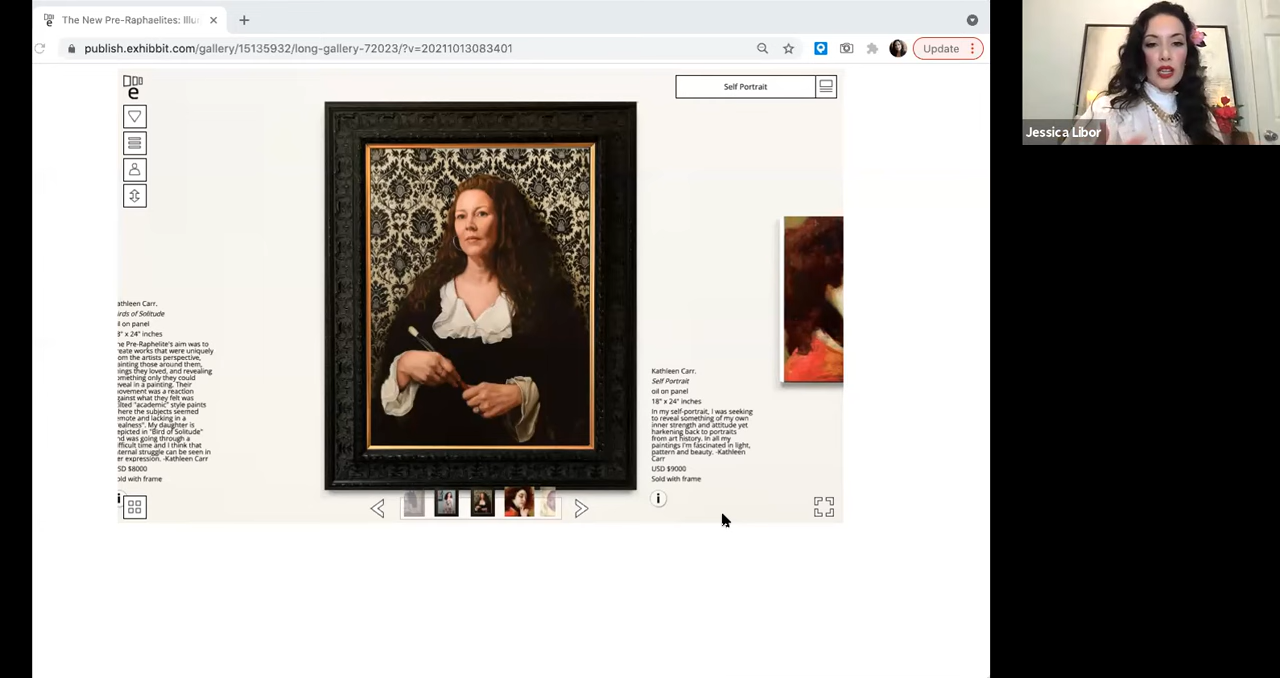 The New Pre-Raphaelites: Illu
publish.exhibbit.com/gallery/15135932/long-gallery-72023/?v=20211013083401
Update
e
Self Portrait
Jessica Libor
athleen Carr.
irds of Solitude
il on panel
8" x 24" inches
he Pre-Raphelite's aim was to
reate works that were uniquely
om the artists perspective,
ainting those around them,
ings they loved, and revealing
omething only they could
eveal in a painting. Their
ovement was a reaction
gainst what they felt was
ilted "academic" style paints
here the subjects seemed
mote and lacking in a
ealness". My daughter is
epicted in "Bird of Solitude"
nd was going through a
ifficult time and I think that
ternal struggle can be seen in
er expression. -Kathleen Carr
SD $8000
old with frame
Kathleen Carr.
Self Portrait
oil on panel
18" x 24" inches
In my self-portrait, I was seeking
to reveal something of my own
inner strength and attitude yet
harkening back to portraits
from art history. In all my
paintings I'm fascinated in light,
pattern and beauty. -Kathleen
Carr
USD $9000
Sold with frame
i